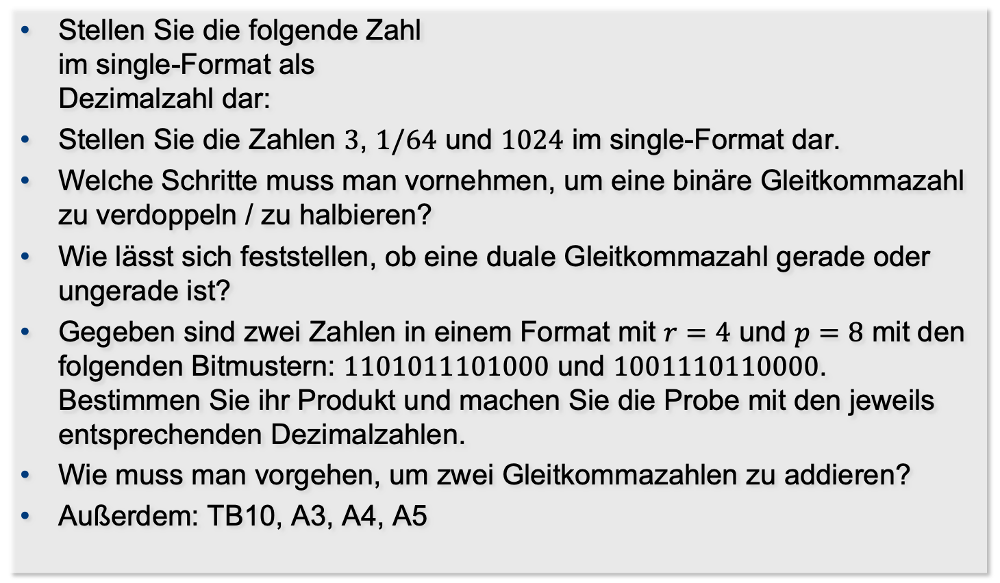 • Stellen Sie die folgende Zahl
im single-Format als
Dezimalzahl dar:
• Stellen Sie die Zahlen 3, 1/64 und 1024 im single-Format dar.
• Welche Schritte muss man vornehmen, um eine binäre Gleitkommazahl
zu verdoppeln / zu halbieren?
• Wie lässt sich feststellen, ob eine duale Gleitkommazahl gerade oder
ungerade ist?
• Gegeben sind zwei Zahlen in einem Format mit r = 4 und p = 8 mit den
folgenden Bitmustern: 1101011101000 und 1001110110000.
Bestimmen Sie ihr Produkt und machen Sie die Probe mit den jeweils
entsprechenden Dezimalzahlen.
• Wie muss man vorgehen, um zwei Gleitkommazahlen zu addieren?
• Außerdem: TB10, A3, A4, A5